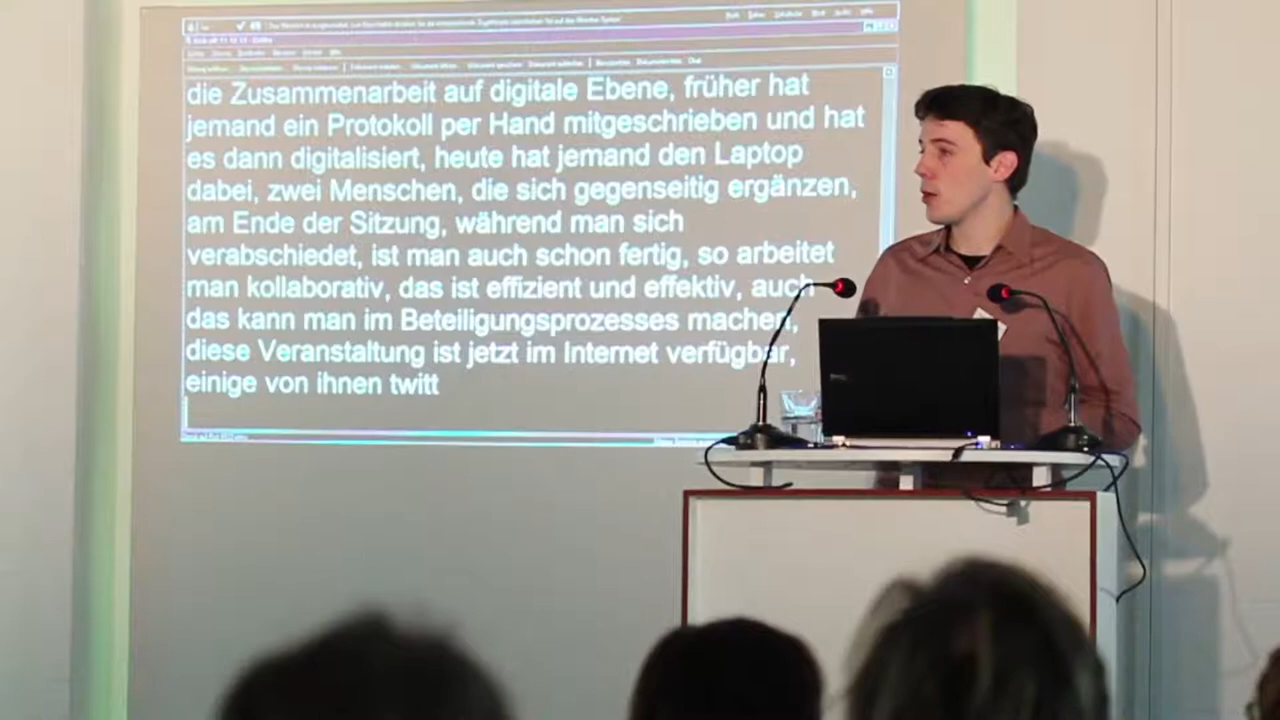 die Zusammenarbeit auf digitale Ebene, früher hat
jemand ein Protokoll per Hand mitgeschrieben und hat
es dann digitalisiert, heute hat jemand den Laptop
dabei, zwei Menschen, die sich gegenseitig ergänzen,
am Ende der Sitzung, während man sich
verabschiedet, ist man auch schon fertig, so arbeitet
man kollaborativ, das ist effizient und effektiv, auch
das kann man im Beteiligungsprozesses machen,
diese Veranstaltung ist jetzt im Internet verfügbar,
einige von ihnen twitt